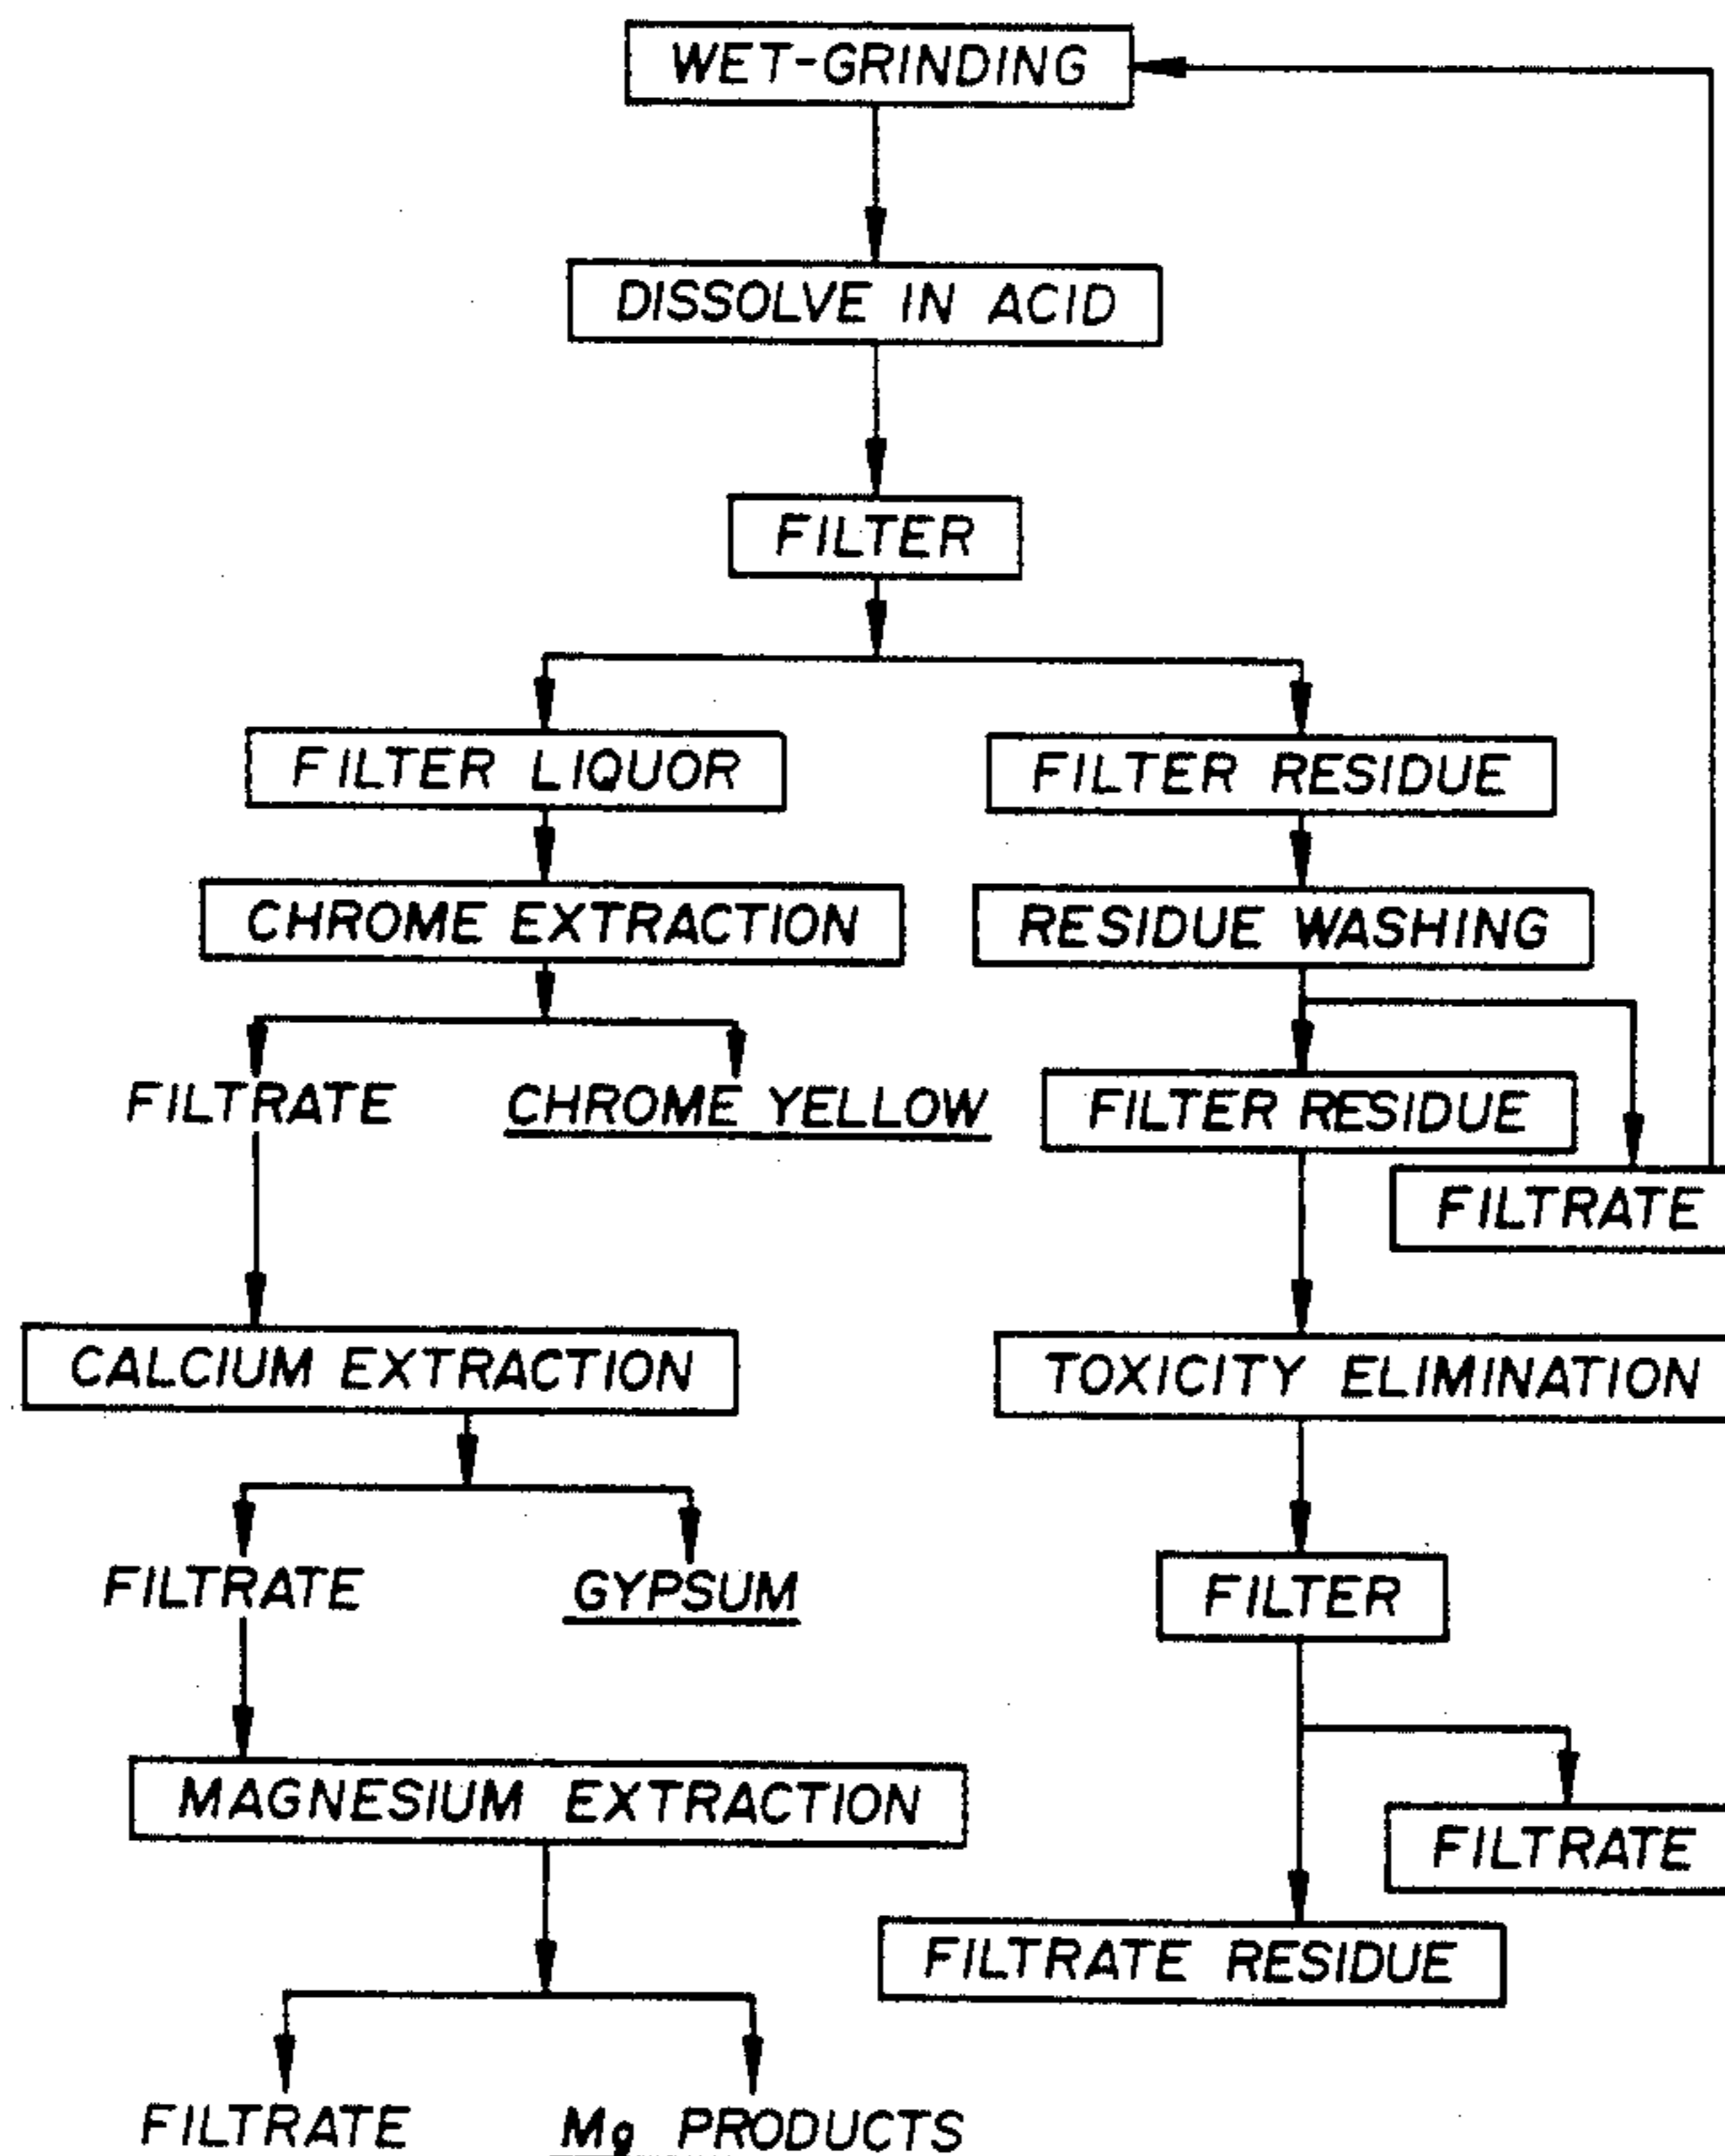 WET-GRINDING
DISSOLVE IN ACID
FILTER
FILTER LIQUOR
FILTER RESIDUE
CHROME EXTRACTION
RESIDUE WASHING
FILTRATE
CHROME YELLOW
FILTER RESIDUE
FILTRATE
CALCIUM EXTRACTION
TOXICITY ELIMINATION
FILTRATE
GYPSUM
FILTER
MAGNESIUM EXTRACTION
FILTRATE
FILTRATE RESIDUE
FILTRATE
Mg PRODUCTS